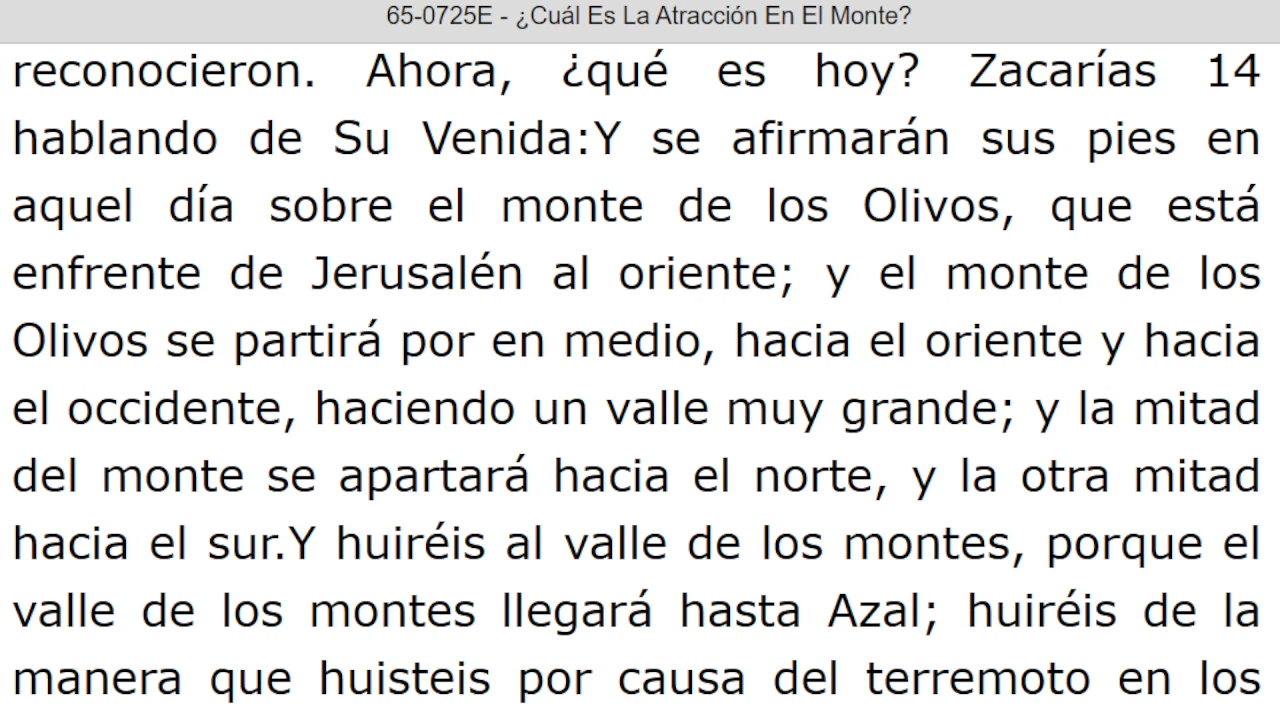 65-0725E - ¿Cuál Es La Atracción En El Monte?
reconocieron. Ahora, ¿qué es hoy? Zacarías 14
hablando de Su Venida:Y se afirmarán sus pies en
aquel día sobre el monte de los Olivos, que está
enfrente de Jerusalén al oriente; y el monte de los
Olivos se partirá por en medio, hacia el oriente y hacia
el occidente, haciendo un valle muy grande; y la mitad
del monte se apartará hacia el norte, y la otra mitad
hacia el sur.Y huiréis al valle de los montes, porque el
valle de los montes llegará hasta Azal; huiréis de la
manera que huisteis por causa del terremoto en los